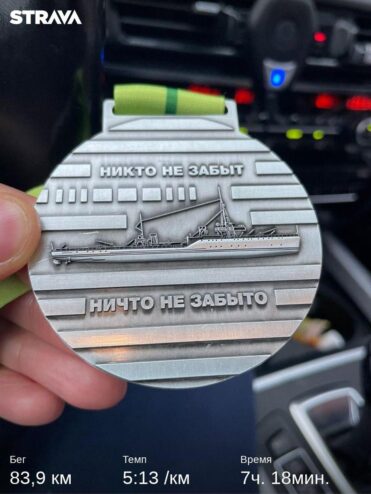 STRAVA
НИКТО НЕ ЗАБЫТ
НИЧТО НЕ ЗАБЫТО
Бег Темп Время
83,9 км 5:13 /км 7ч. 18мин.